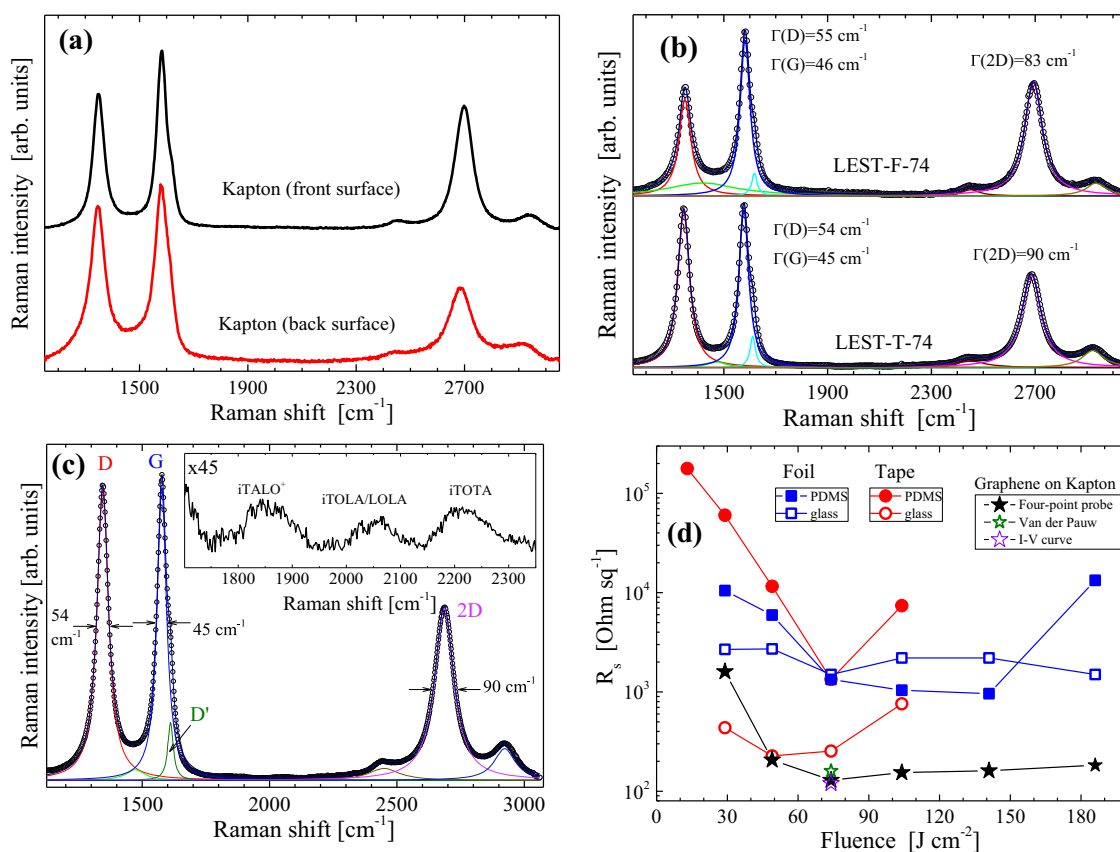 (a)
Raman intensity [arb. units]
Kapton (front surface)
Kapton (back surface)
1500 1900 2300 2700
Raman shift [cm⁻¹]
(b)
Raman intensity [arb. units]
Γ(D)=55 cm⁻¹
Γ(G)=46 cm⁻¹
Γ(2D)=83 cm⁻¹
LEST-F-74
Γ(D)=54 cm⁻¹
Γ(G)=45 cm⁻¹
Γ(2D)=90 cm⁻¹
LEST-T-74
1500 1900 2300 2700
Raman shift [cm⁻¹]
(c)
Raman intensity [arb. units]
D
G
x45
iTALO⁺
iTOLA/LOLA
iTOTA
1800 1900 2000 2100 2200 2300
Raman shift [cm⁻¹]
54
cm⁻¹
45 cm⁻¹
D'
2D
90 cm⁻¹
1500 2000 2500 3000
Raman shift [cm⁻¹]
(d)
Rₛ [Ohm sq⁻¹]
10⁵
10⁴
10³
10²
Foil
PDMS
glass
Tape
PDMS
glass
Graphene on Kapton
Four-point probe
Van der Pauw
I-V curve
0 30 60 90 120 150 180
Fluence [J cm⁻²]